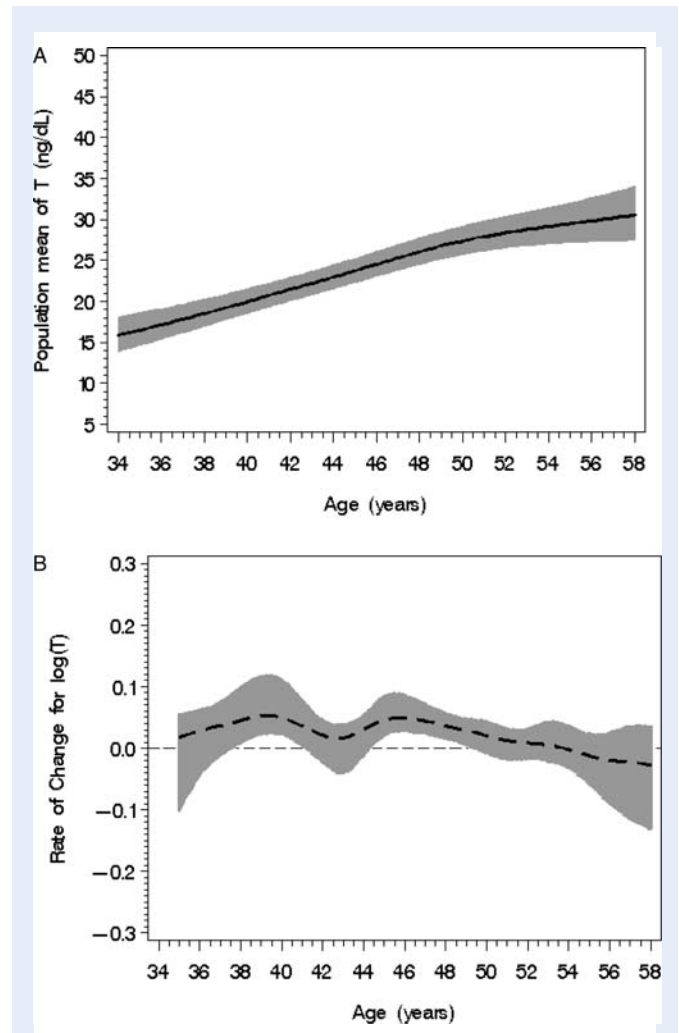 A
Population mean of T (ng/dL)
50
45
40
35
30
25
20
15
10
5
34 36 38 40 42 44 46 48 50 52 54 56 58
Age (years)
B
Rate of Change for log(T)
0.3
0.2
0.1
0.0
−0.1
−0.2
−0.3
34 36 38 40 42 44 46 48 50 52 54 56 58
Age (years)